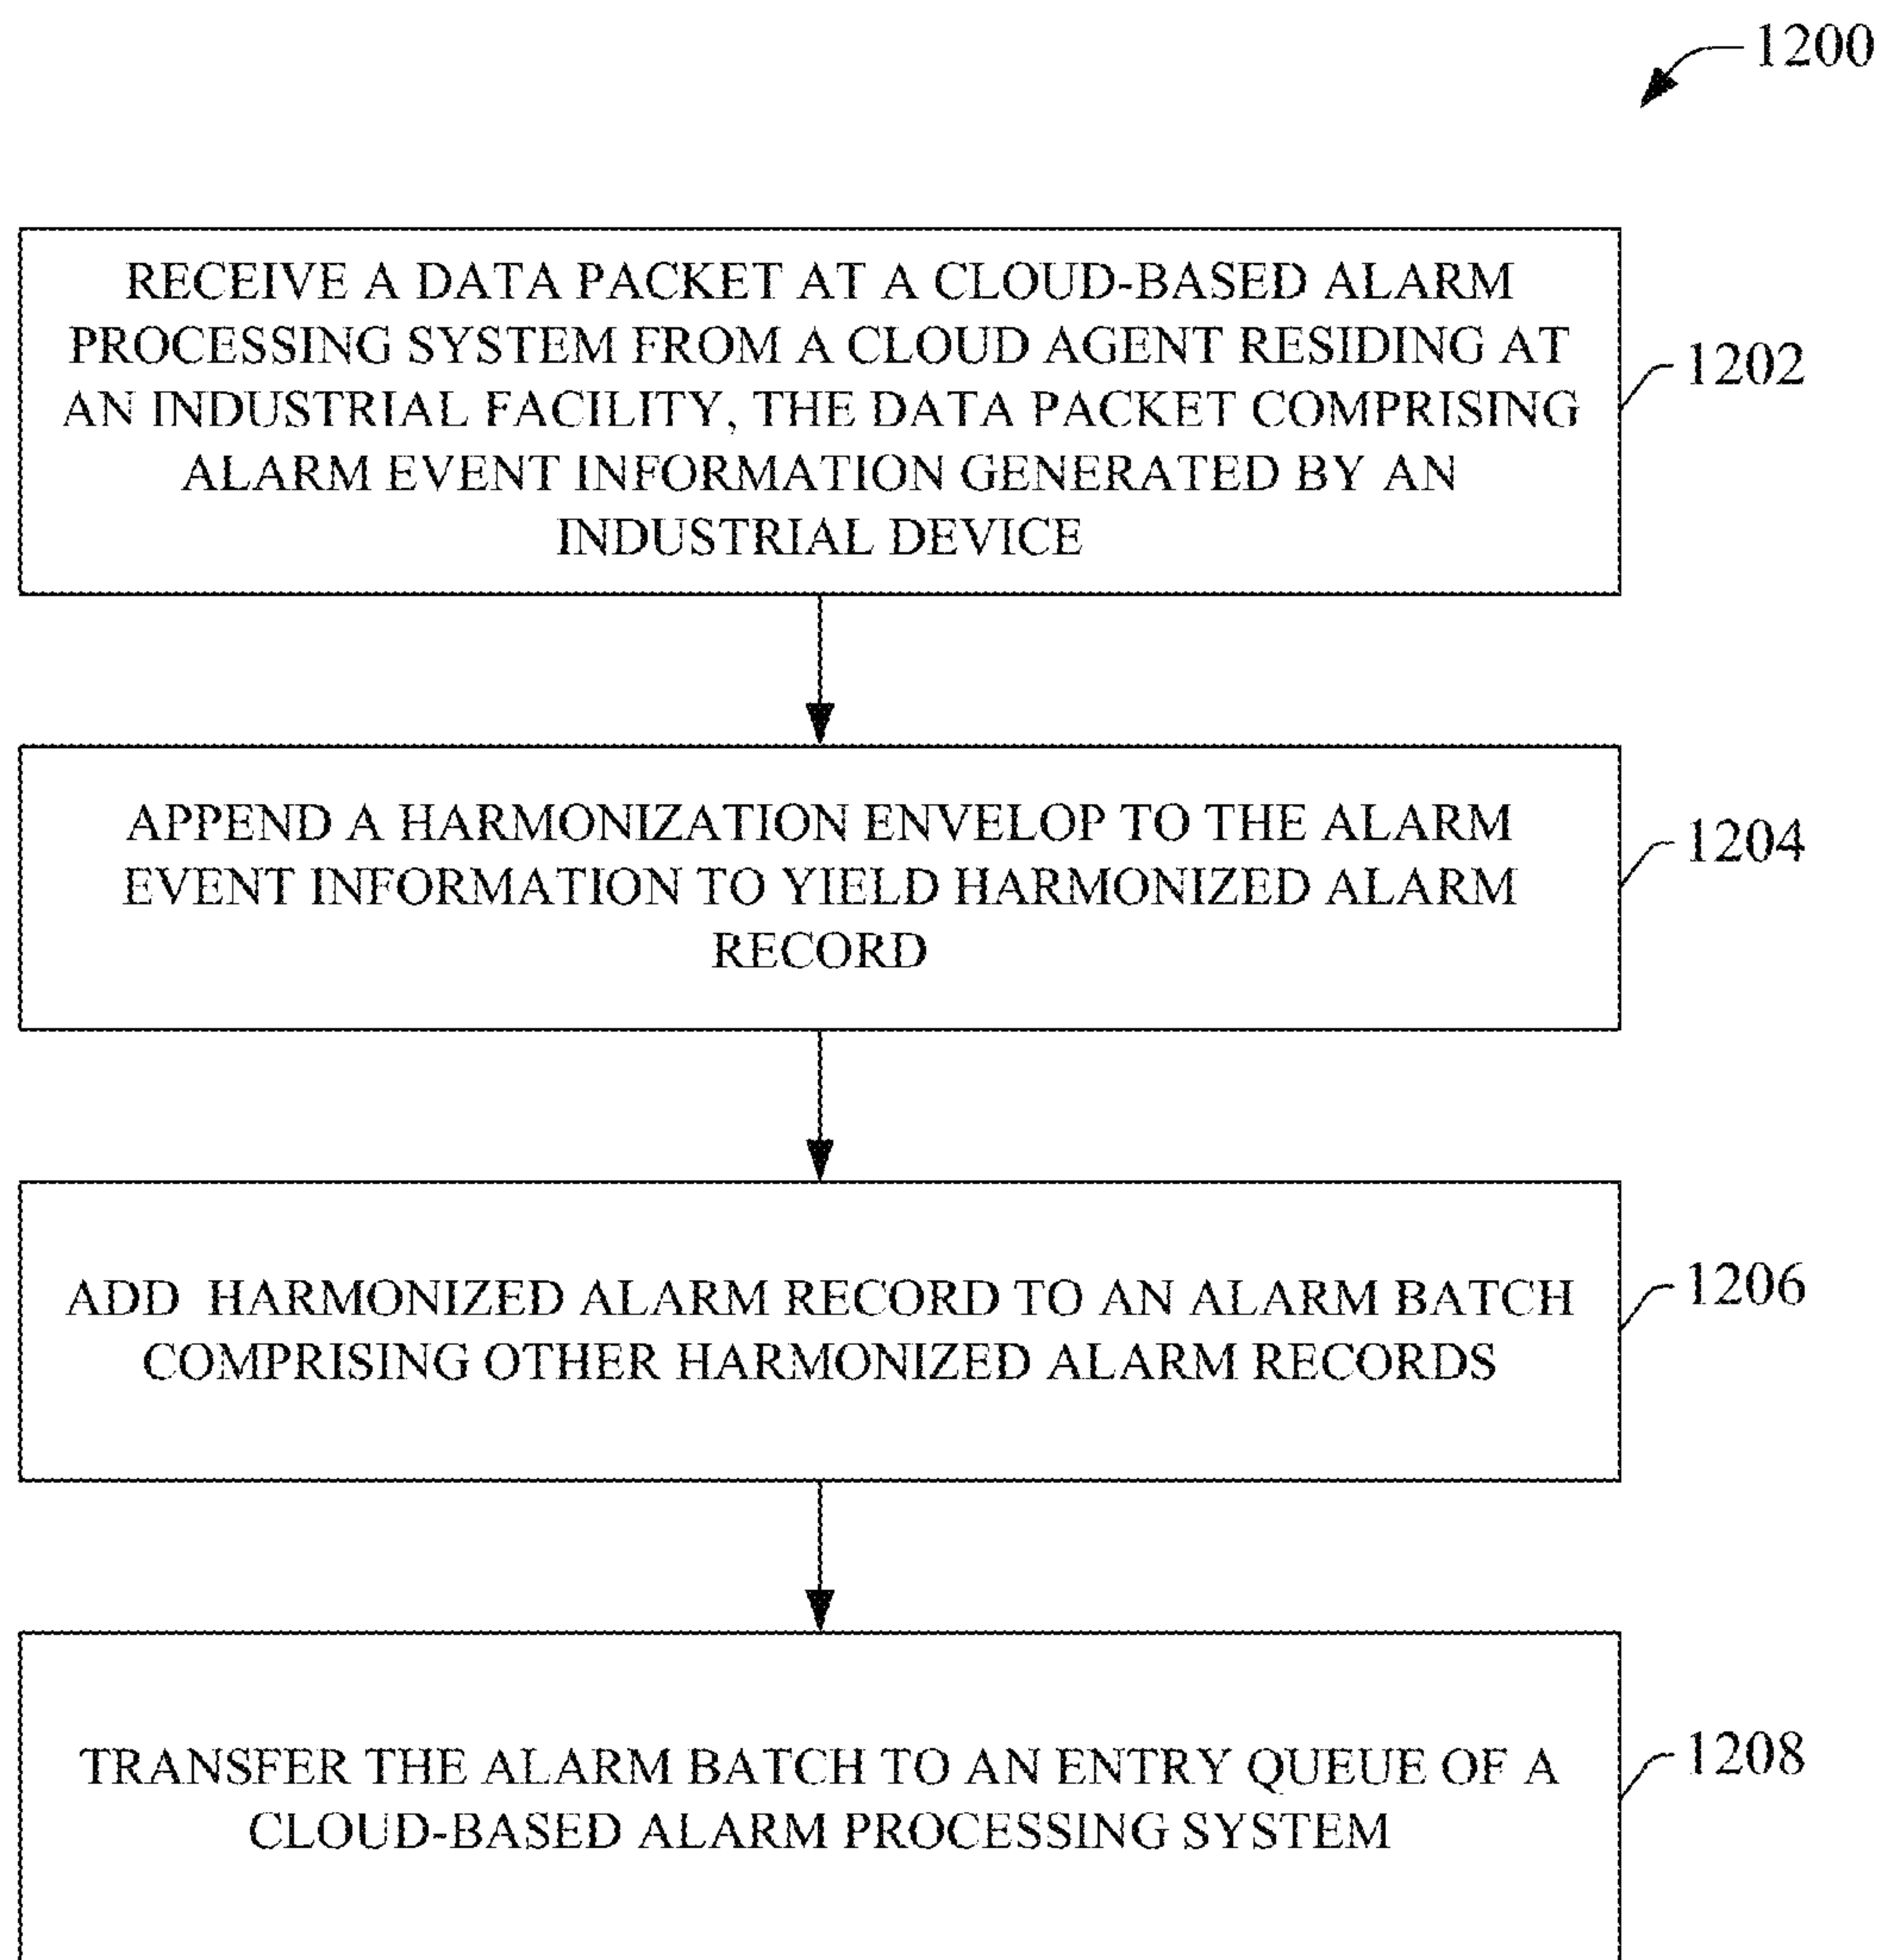 1200
RECEIVE A DATA PACKET AT A CLOUD-BASED ALARM
PROCESSING SYSTEM FROM A CLOUD AGENT RESIDING AT
AN INDUSTRIAL FACILITY, THE DATA PACKET COMPRISING
ALARM EVENT INFORMATION GENERATED BY AN
INDUSTRIAL DEVICE
1202
APPEND A HARMONIZATION ENVELOP TO THE ALARM
EVENT INFORMATION TO YIELD HARMONIZED ALARM
RECORD
1204
ADD HARMONIZED ALARM RECORD TO AN ALARM BATCH
COMPRISING OTHER HARMONIZED ALARM RECORDS
1206
TRANSFER THE ALARM BATCH TO AN ENTRY QUEUE OF A
CLOUD-BASED ALARM PROCESSING SYSTEM
1208